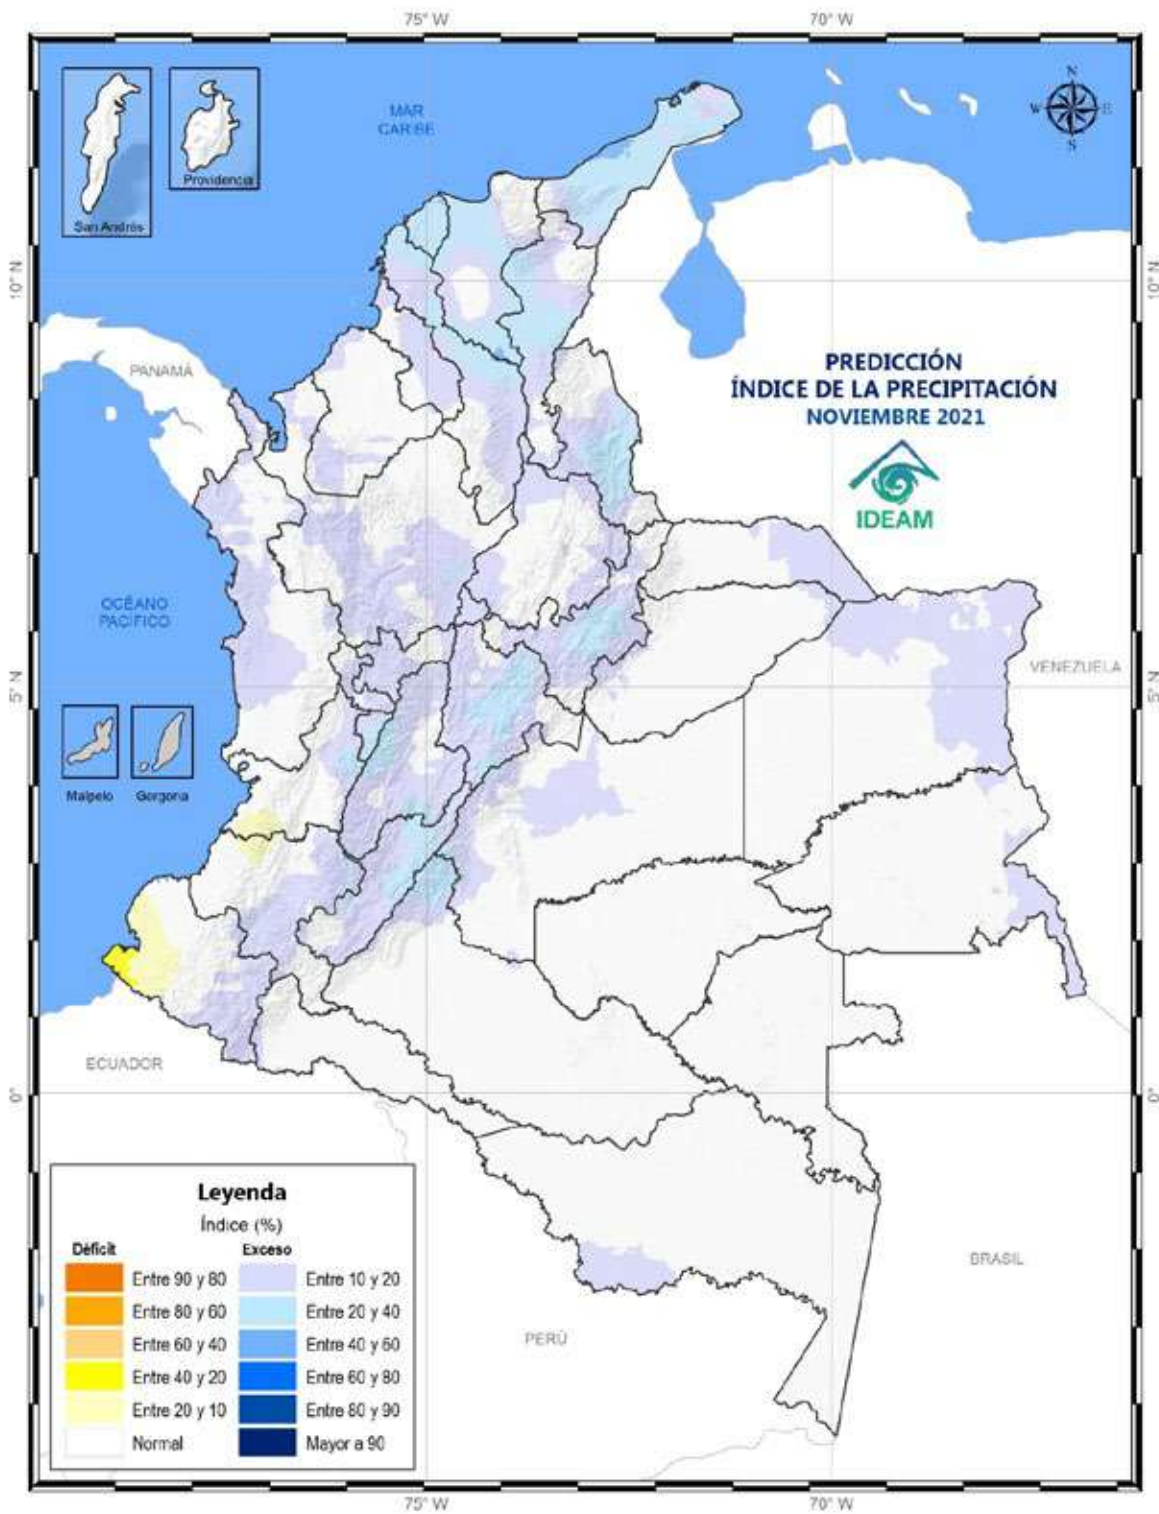 75° W
70° W
MAR
CARIBE
N
W
E
S
San Andrés
Providencia
10° N
10° N
PANAMÁ
PREDICCIÓN
ÍNDICE DE LA PRECIPITACIÓN
NOVIEMBRE 2021
IDEAM
OCÉANO
PACÍFICO
VENEZUELA
5° N
5° N
Malpelo
Gorgona
ECUADOR
0°
0°
Leyenda
Índice (%)
Déficit
Exceso
Entre 90 y 80
Entre 10 y 20
Entre 80 y 60
Entre 20 y 40
Entre 60 y 40
Entre 40 y 60
Entre 40 y 20
Entre 60 y 80
Entre 20 y 10
Entre 80 y 90
Normal
Mayor a 90
BRASIL
PERÚ
75° W
70° W